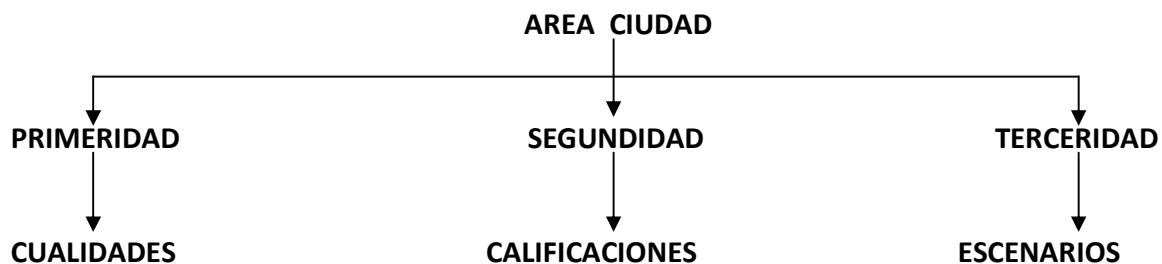 AREA CIUDAD
PRIMERIDAD SEGUNDIDAD TERCERIDAD
CUALIDADES CALIFICACIONES ESCENARIOS